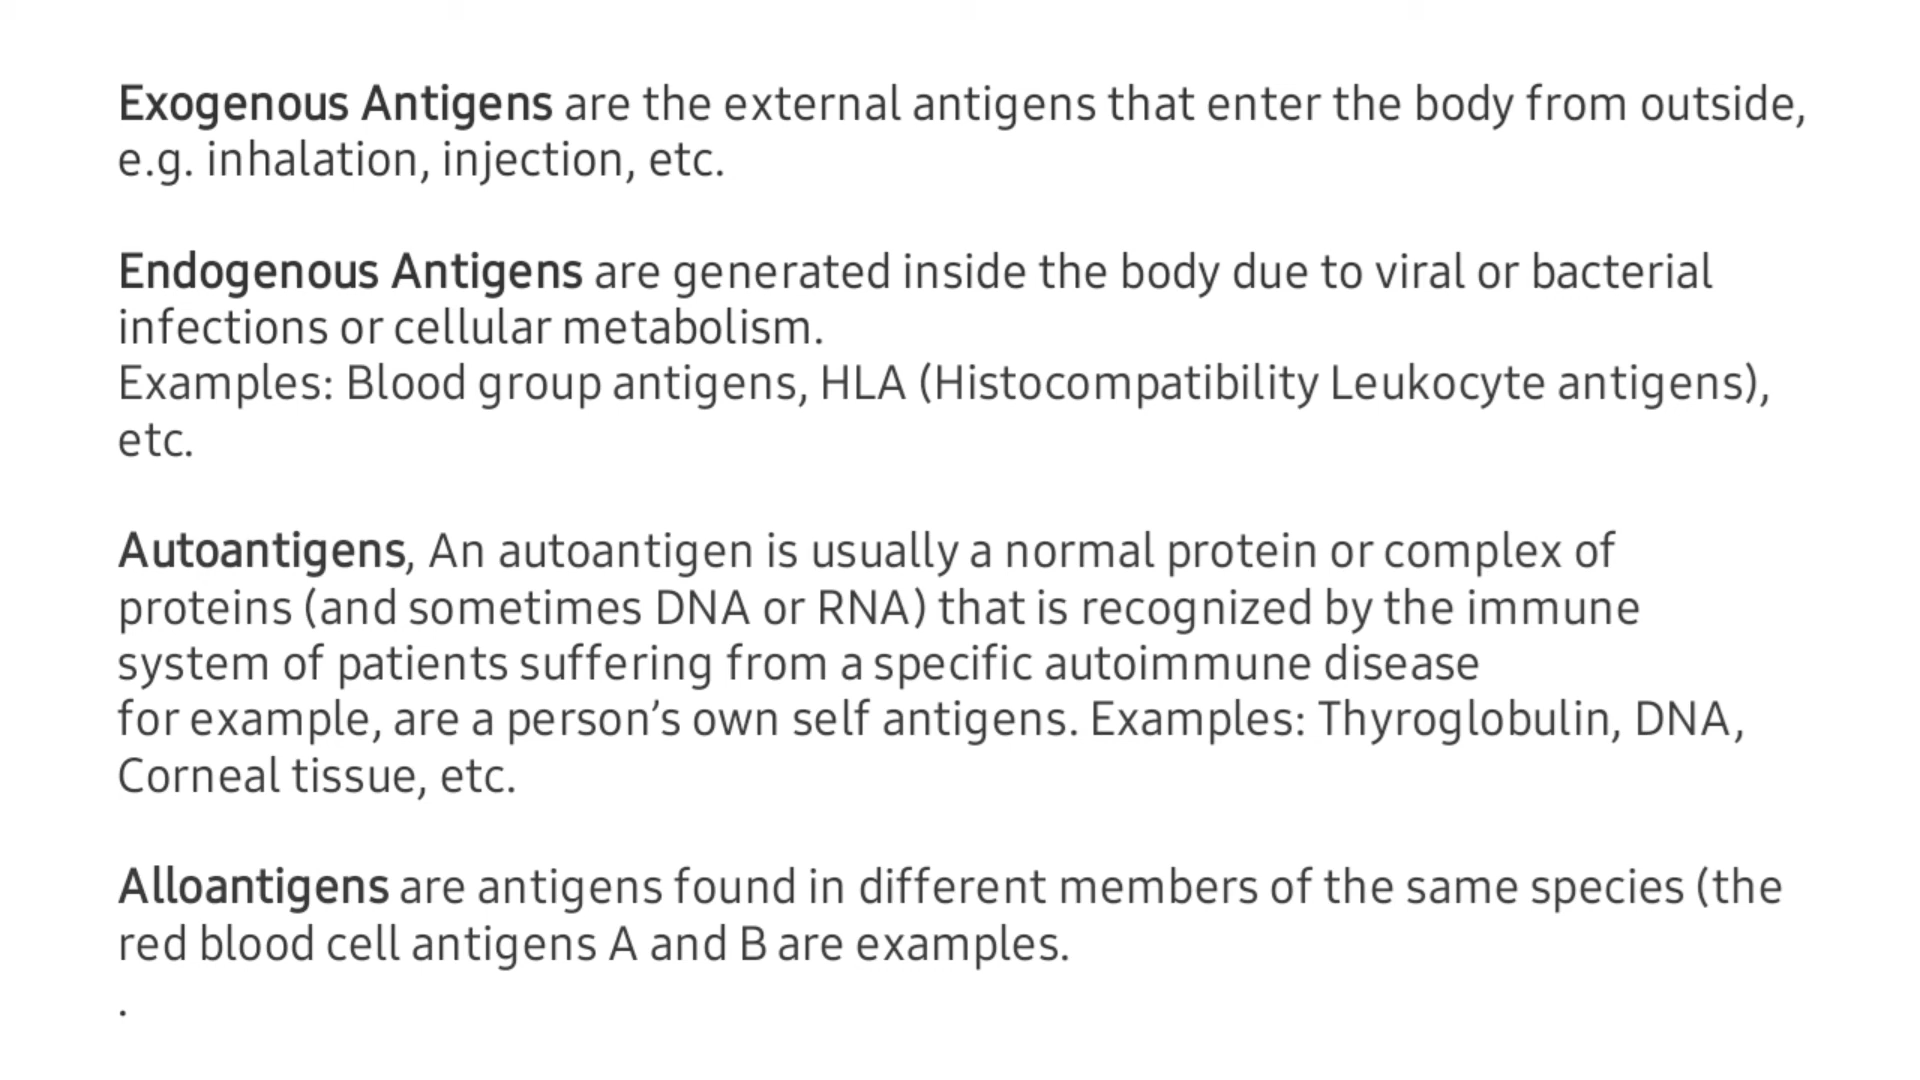 Exogenous Antigens are the external antigens that enter the body from outside,
e.g. inhalation, injection, etc.
Endogenous Antigens are generated inside the body due to viral or bacterial
infections or cellular metabolism.
Examples: Blood group antigens, HLA (Histocompatibility Leukocyte antigens),
etc.
Autoantigens, An autoantigen is usually a normal protein or complex of
proteins (and sometimes DNA or RNA) that is recognized by the immune
system of patients suffering from a specific autoimmune disease
for example, are a person’s own self antigens. Examples: Thyroglobulin, DNA,
Corneal tissue, etc.
Alloantigens are antigens found in different members of the same species (the
red blood cell antigens A and B are examples.
.